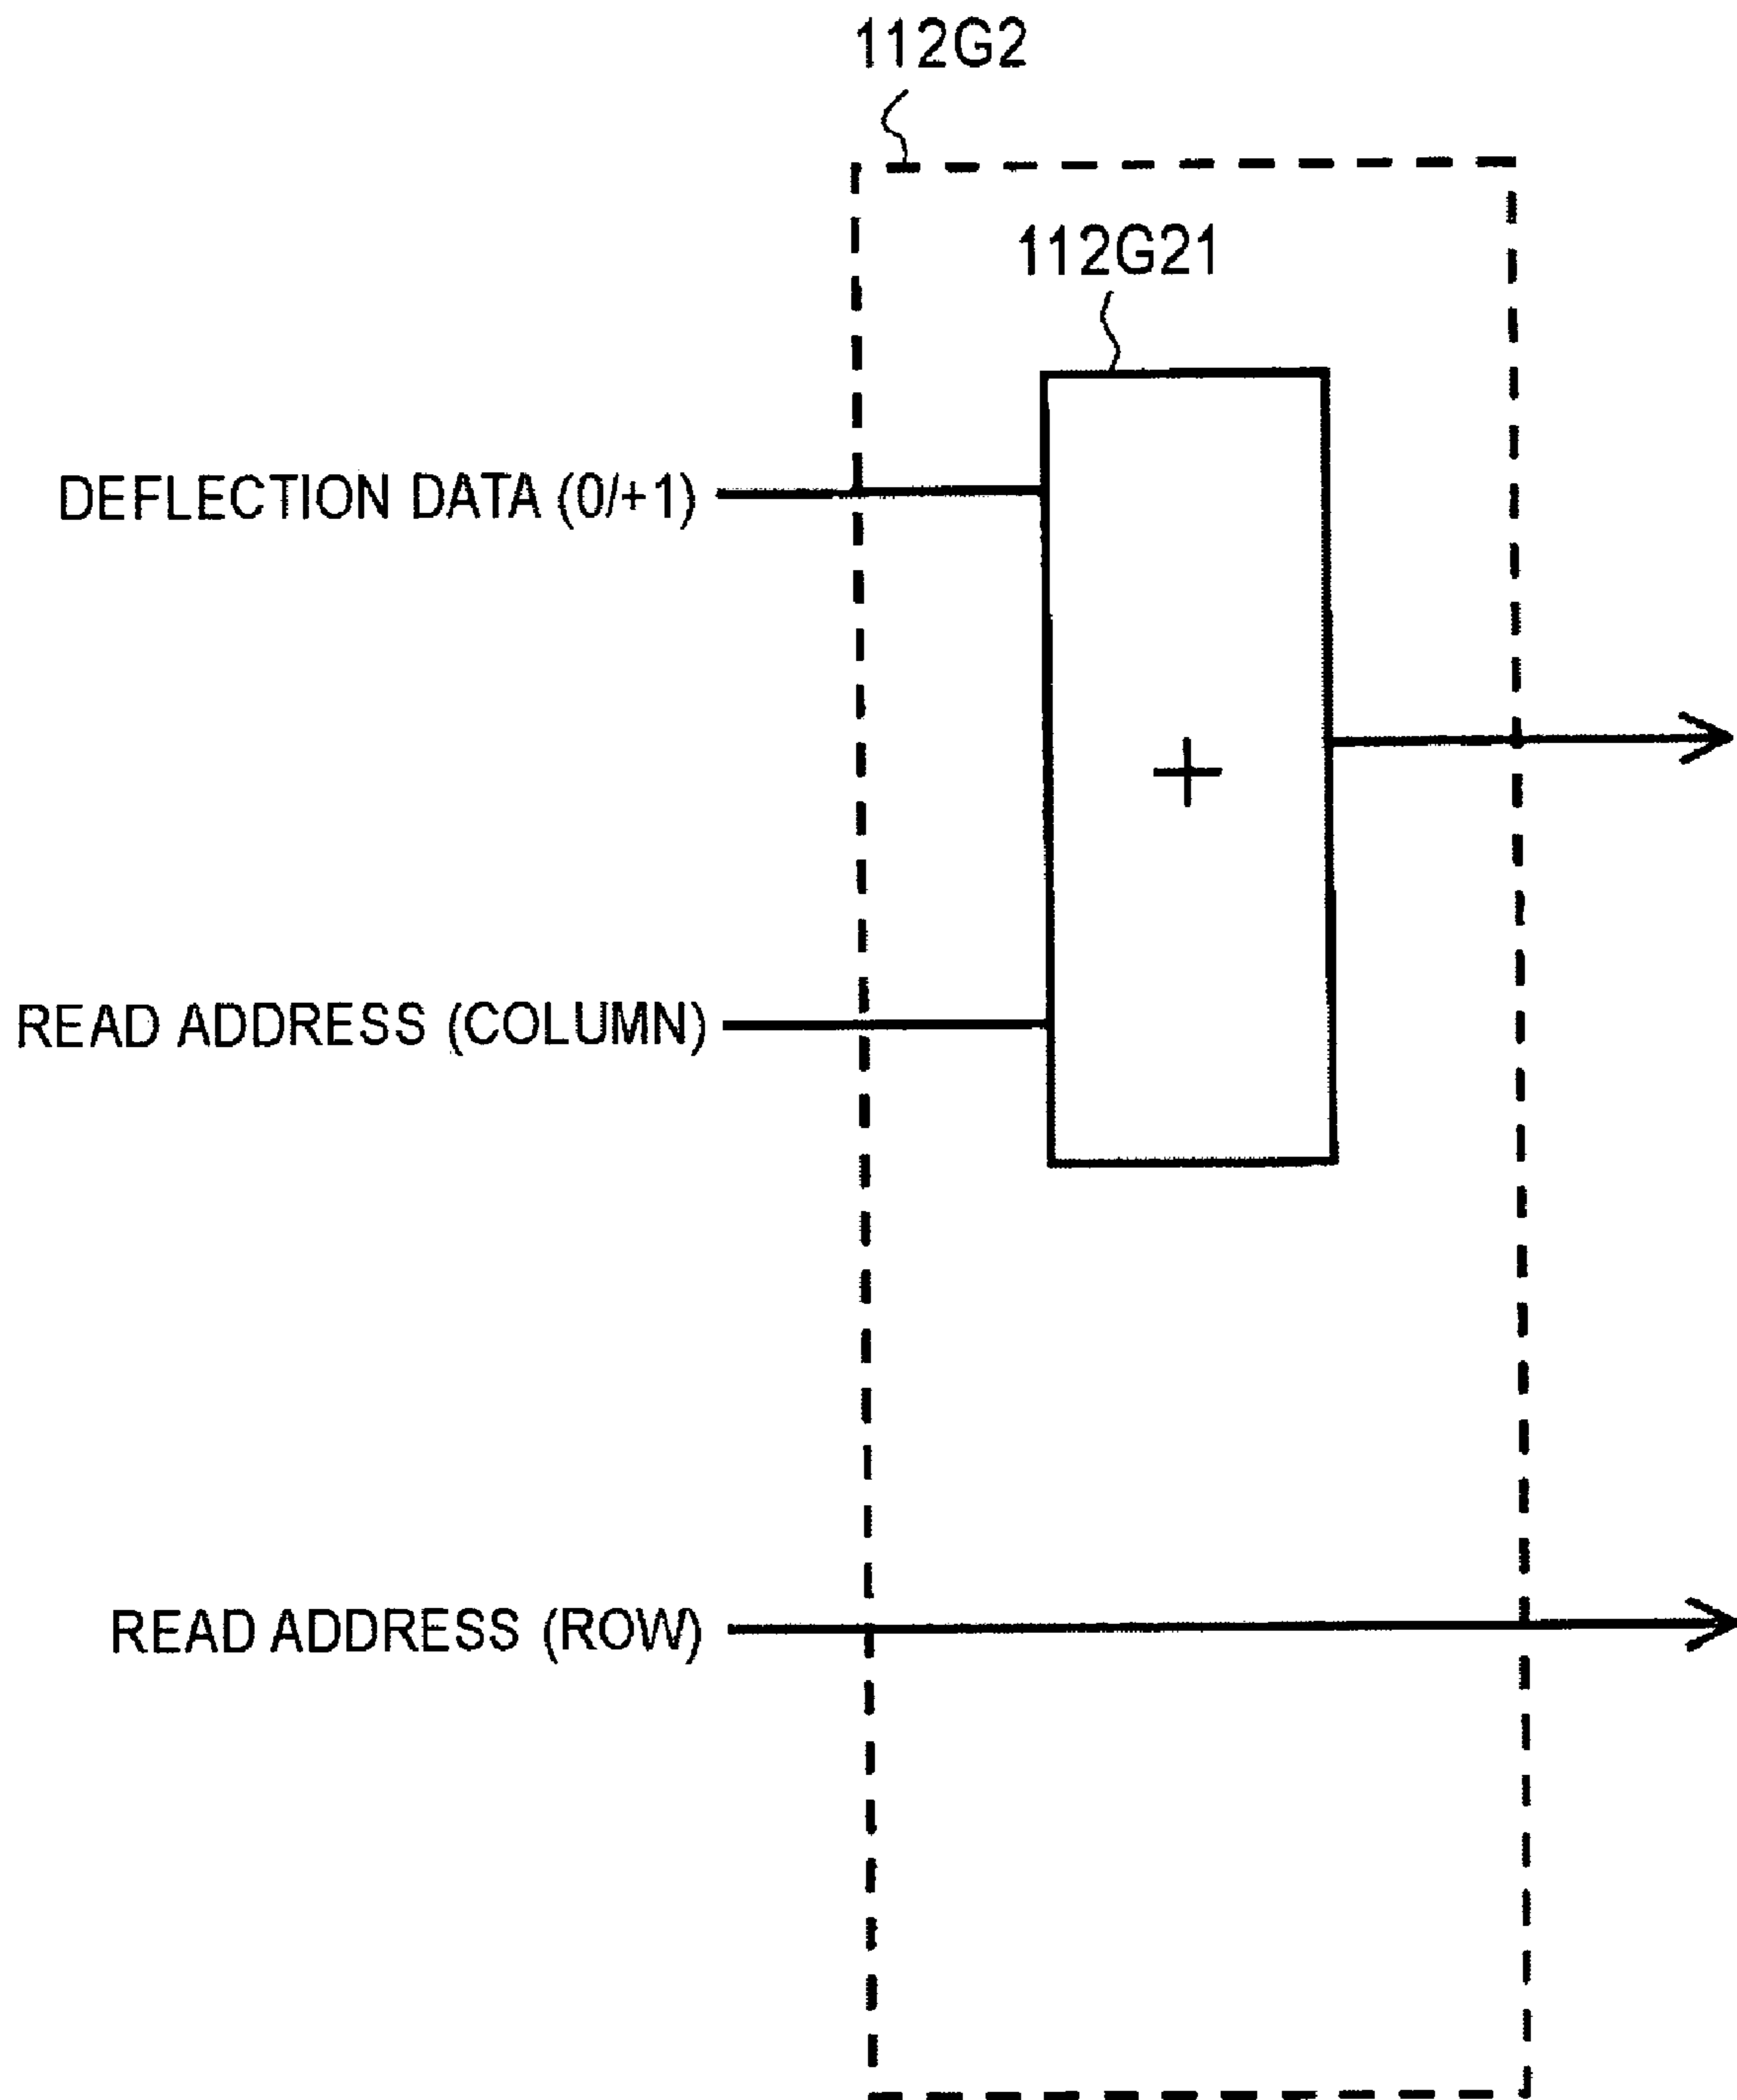 112G2
112G21
DEFLECTION DATA (0/+1)
+
READ ADDRESS (COLUMN)
READ ADDRESS (ROW)